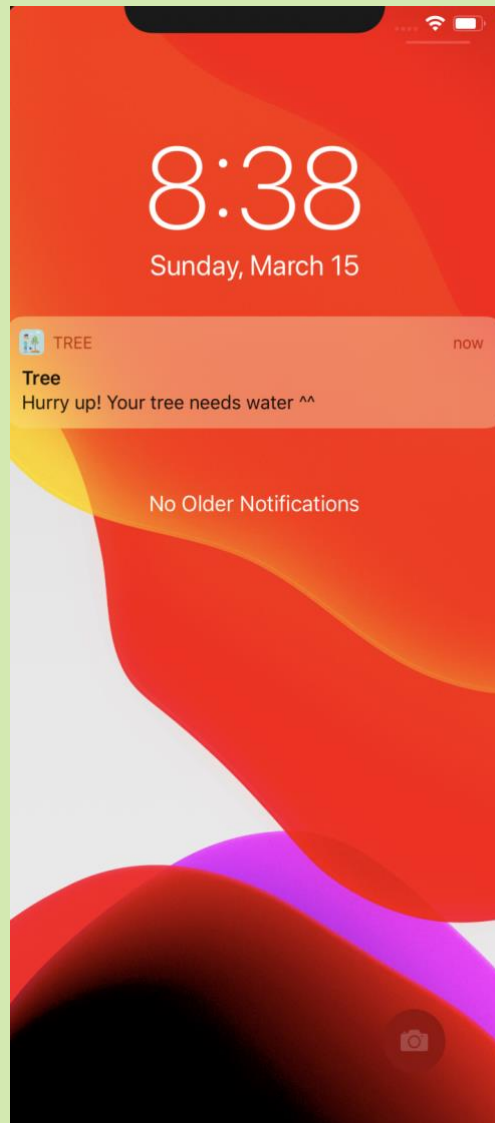 8:38
Sunday, March 15
TREE now
Tree
Hurry up! Your tree needs water ^^
No Older Notifications